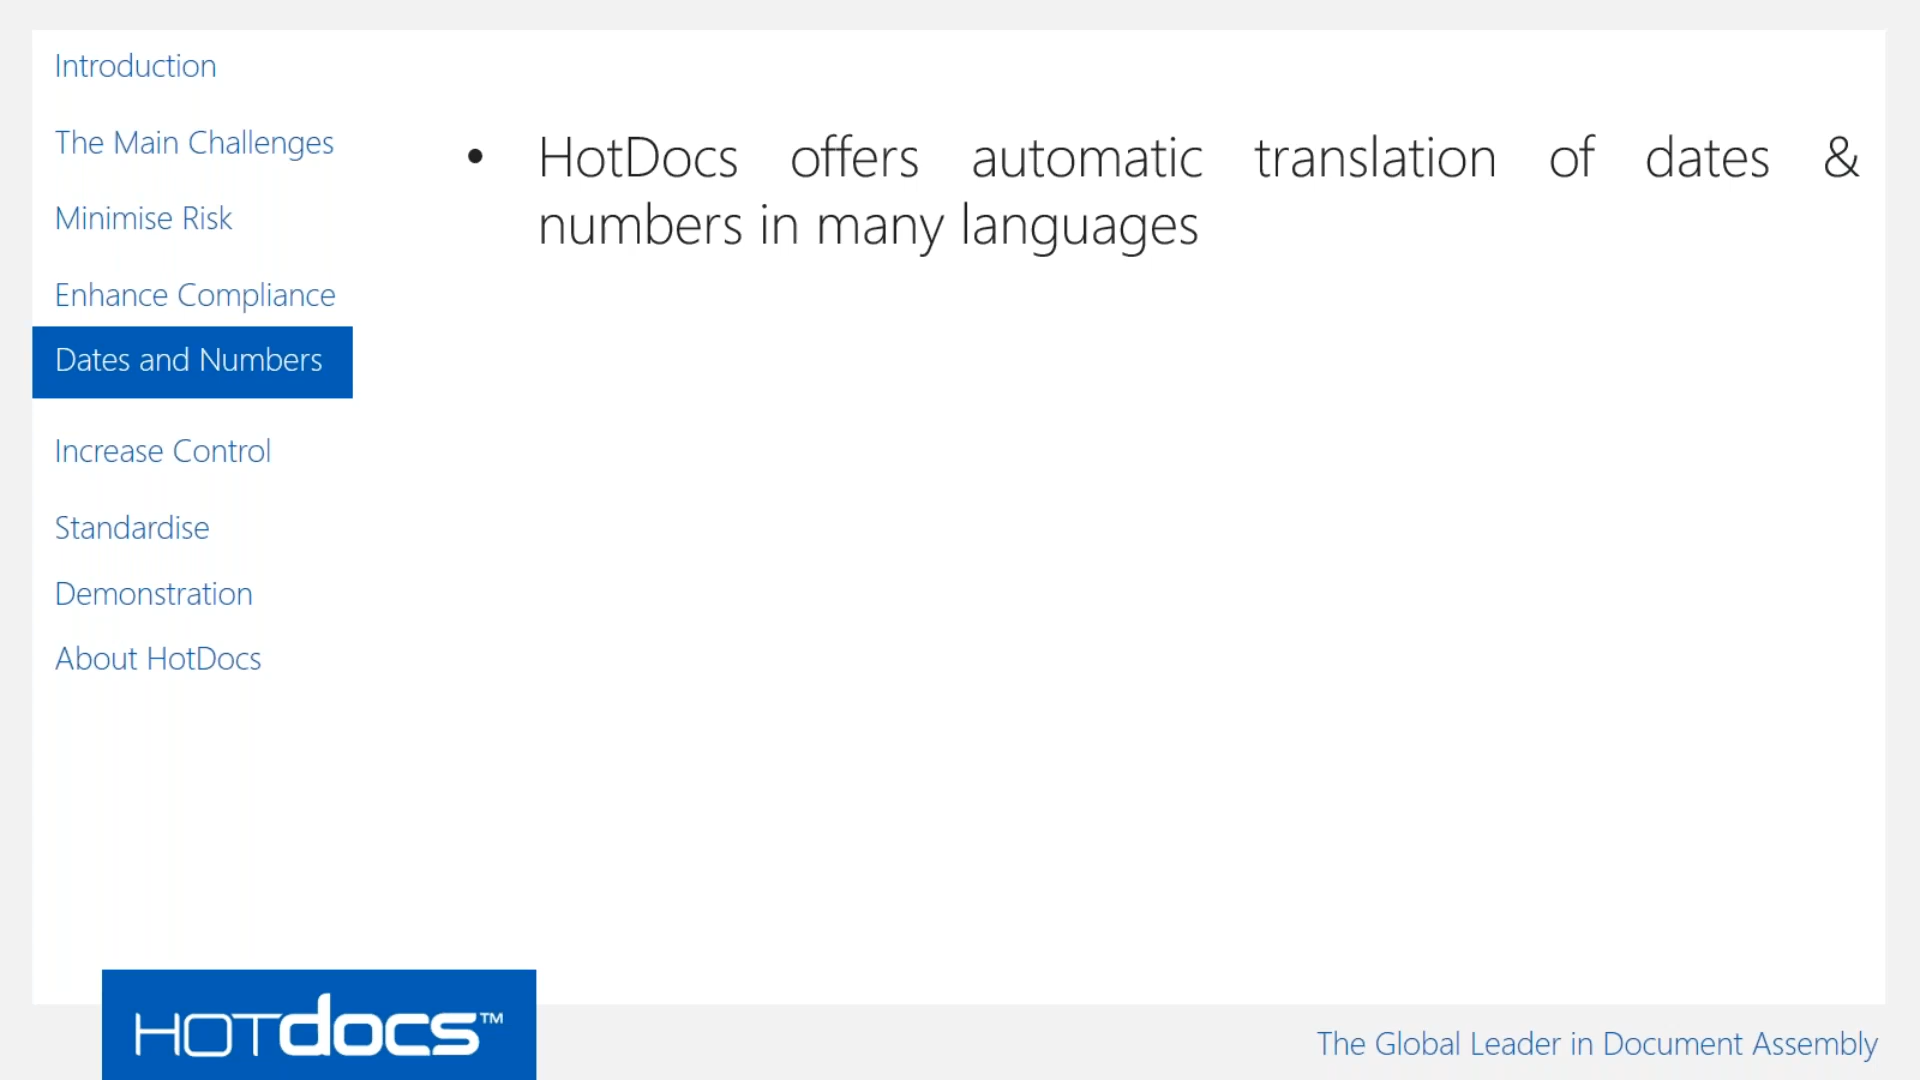 Introduction
The Main Challenges
Minimise Risk
Enhance Compliance
Dates and Numbers
Increase Control
Standardise
Demonstration
About HotDocs
• HotDocs offers automatic translation of dates &
numbers in many languages
HOTdocs™
The Global Leader in Document Assembly